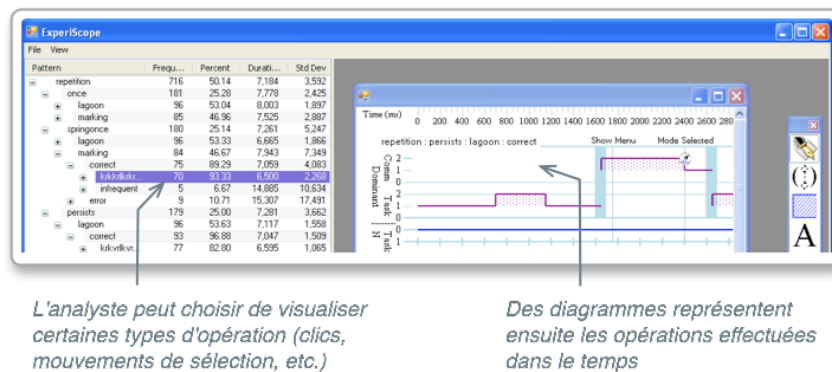 ExperiScope
File View
Pattern Frequ... Percent Durati... Std Dev
repetition 716 50.14 7,184 3,592
once 181 25.28 7,778 2,425
lagoon 96 53.04 8,003 1,897
marking 85 46.96 7,525 2,887
springonce 180 25.14 7,261 5,247
lagoon 96 53.33 6,665 1,866
marking 84 46.67 7,943 7,349
correct 75 89.29 7,059 4,083
70 93.33 6,500 2,268
infrequent 5 6.67 14,885 10,634
error 9 10.71 15,307 17,491
persists 179 25.00 7,281 3,662
lagoon 96 53.63 7,117 1,558
correct 93 96.88 7,047 1,509
77 82.80 6,595 1,065
Time (ms) 0 200 400 600 800 1000 1200 1400 1600 1800 2000 2200 2400 2600 280
repetition : persists : lagoon : correct Show Menu Mode Selected
Comm
2
1
0
Dominant
Task
2
1
0
N
Task
1
A
L'analyste peut choisir de visualiser
certaines types d'opération (clics,
mouvements de sélection, etc.)
Des diagrammes représentent
ensuite les opérations effectuées
dans le temps